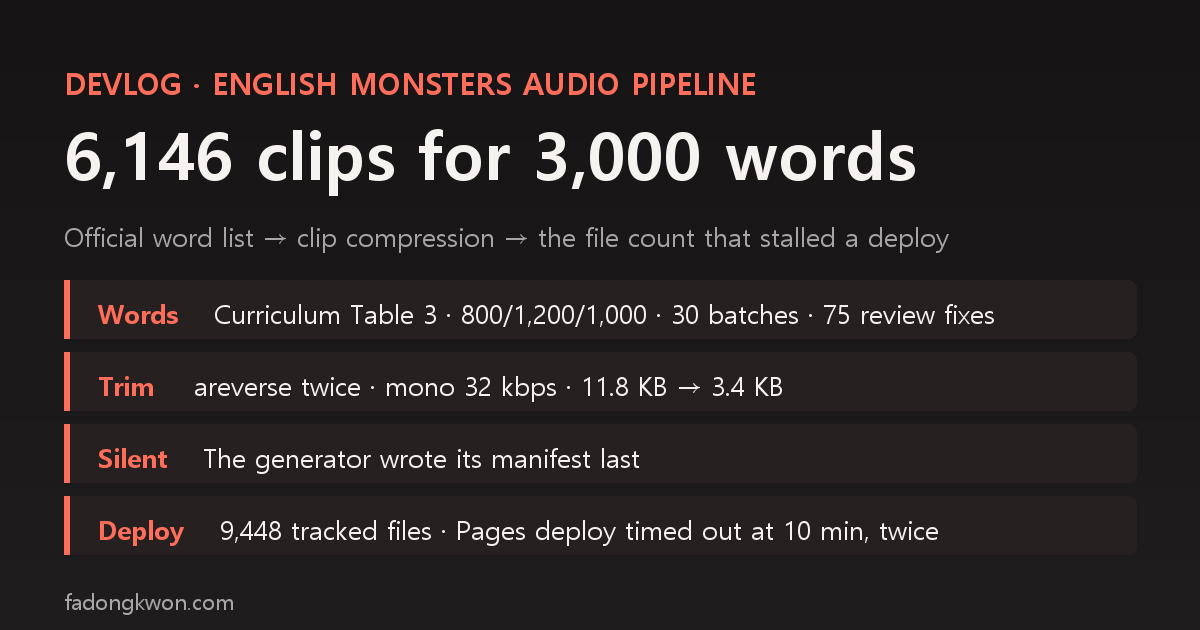 DEVLOG · ENGLISH MONSTERS AUDIO PIPELINE
6,146 clips for 3,000 words
Official word list → clip compression → the file count that stalled a deploy
Words Curriculum Table 3 · 800/1,200/1,000 · 30 batches · 75 review fixes
Trim areverse twice · mono 32 kbps · 11.8 KB → 3.4 KB
Silent The generator wrote its manifest last
Deploy 9,448 tracked files · Pages deploy timed out at 10 min, twice
fadongkwon.com